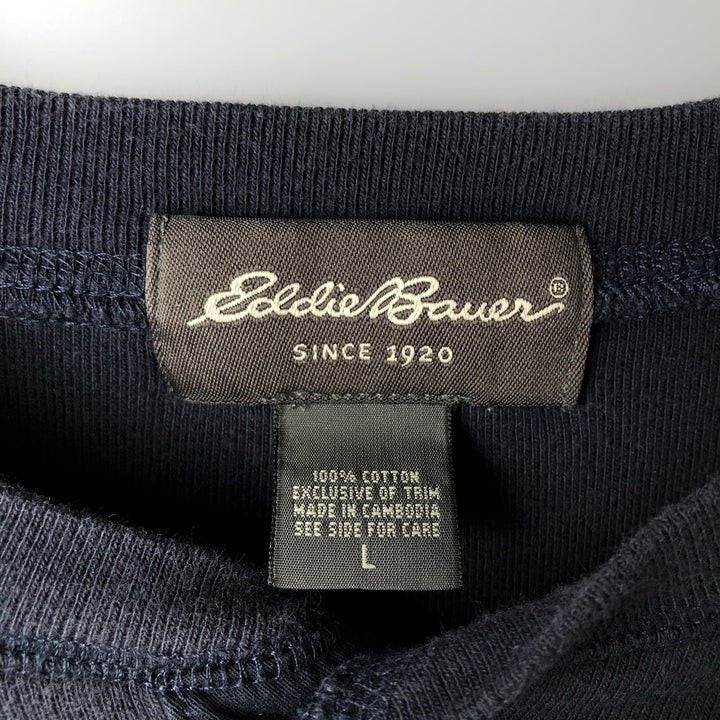 Eddie Bauer®
SINCE 1920
100% COTTON
EXCLUSIVE OF TRIM
MADE IN CAMBODIA
SEE SIDE FOR CARE
L